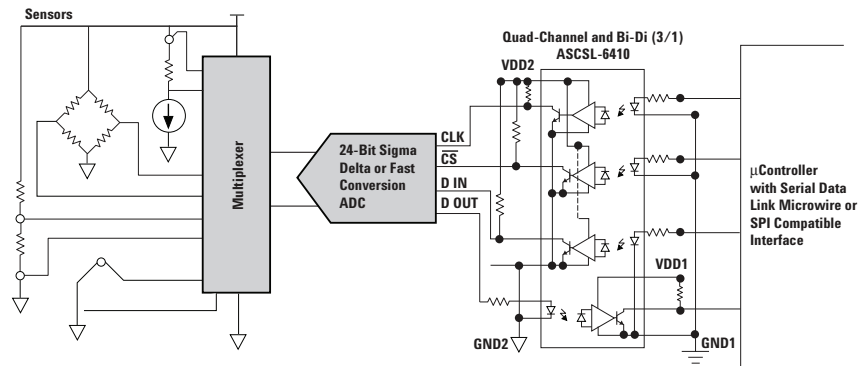 Sensors
Multiplexer
24-Bit Sigma
Delta or Fast
Conversion
ADC
CLK
CS
D IN
D OUT
Quad-Channel and Bi-Di (3/1)
ASCSL-6410
VDD2
GND2
VDD1
GND1
μController
with Serial Data
Link Microwire or
SPI Compatible
Interface